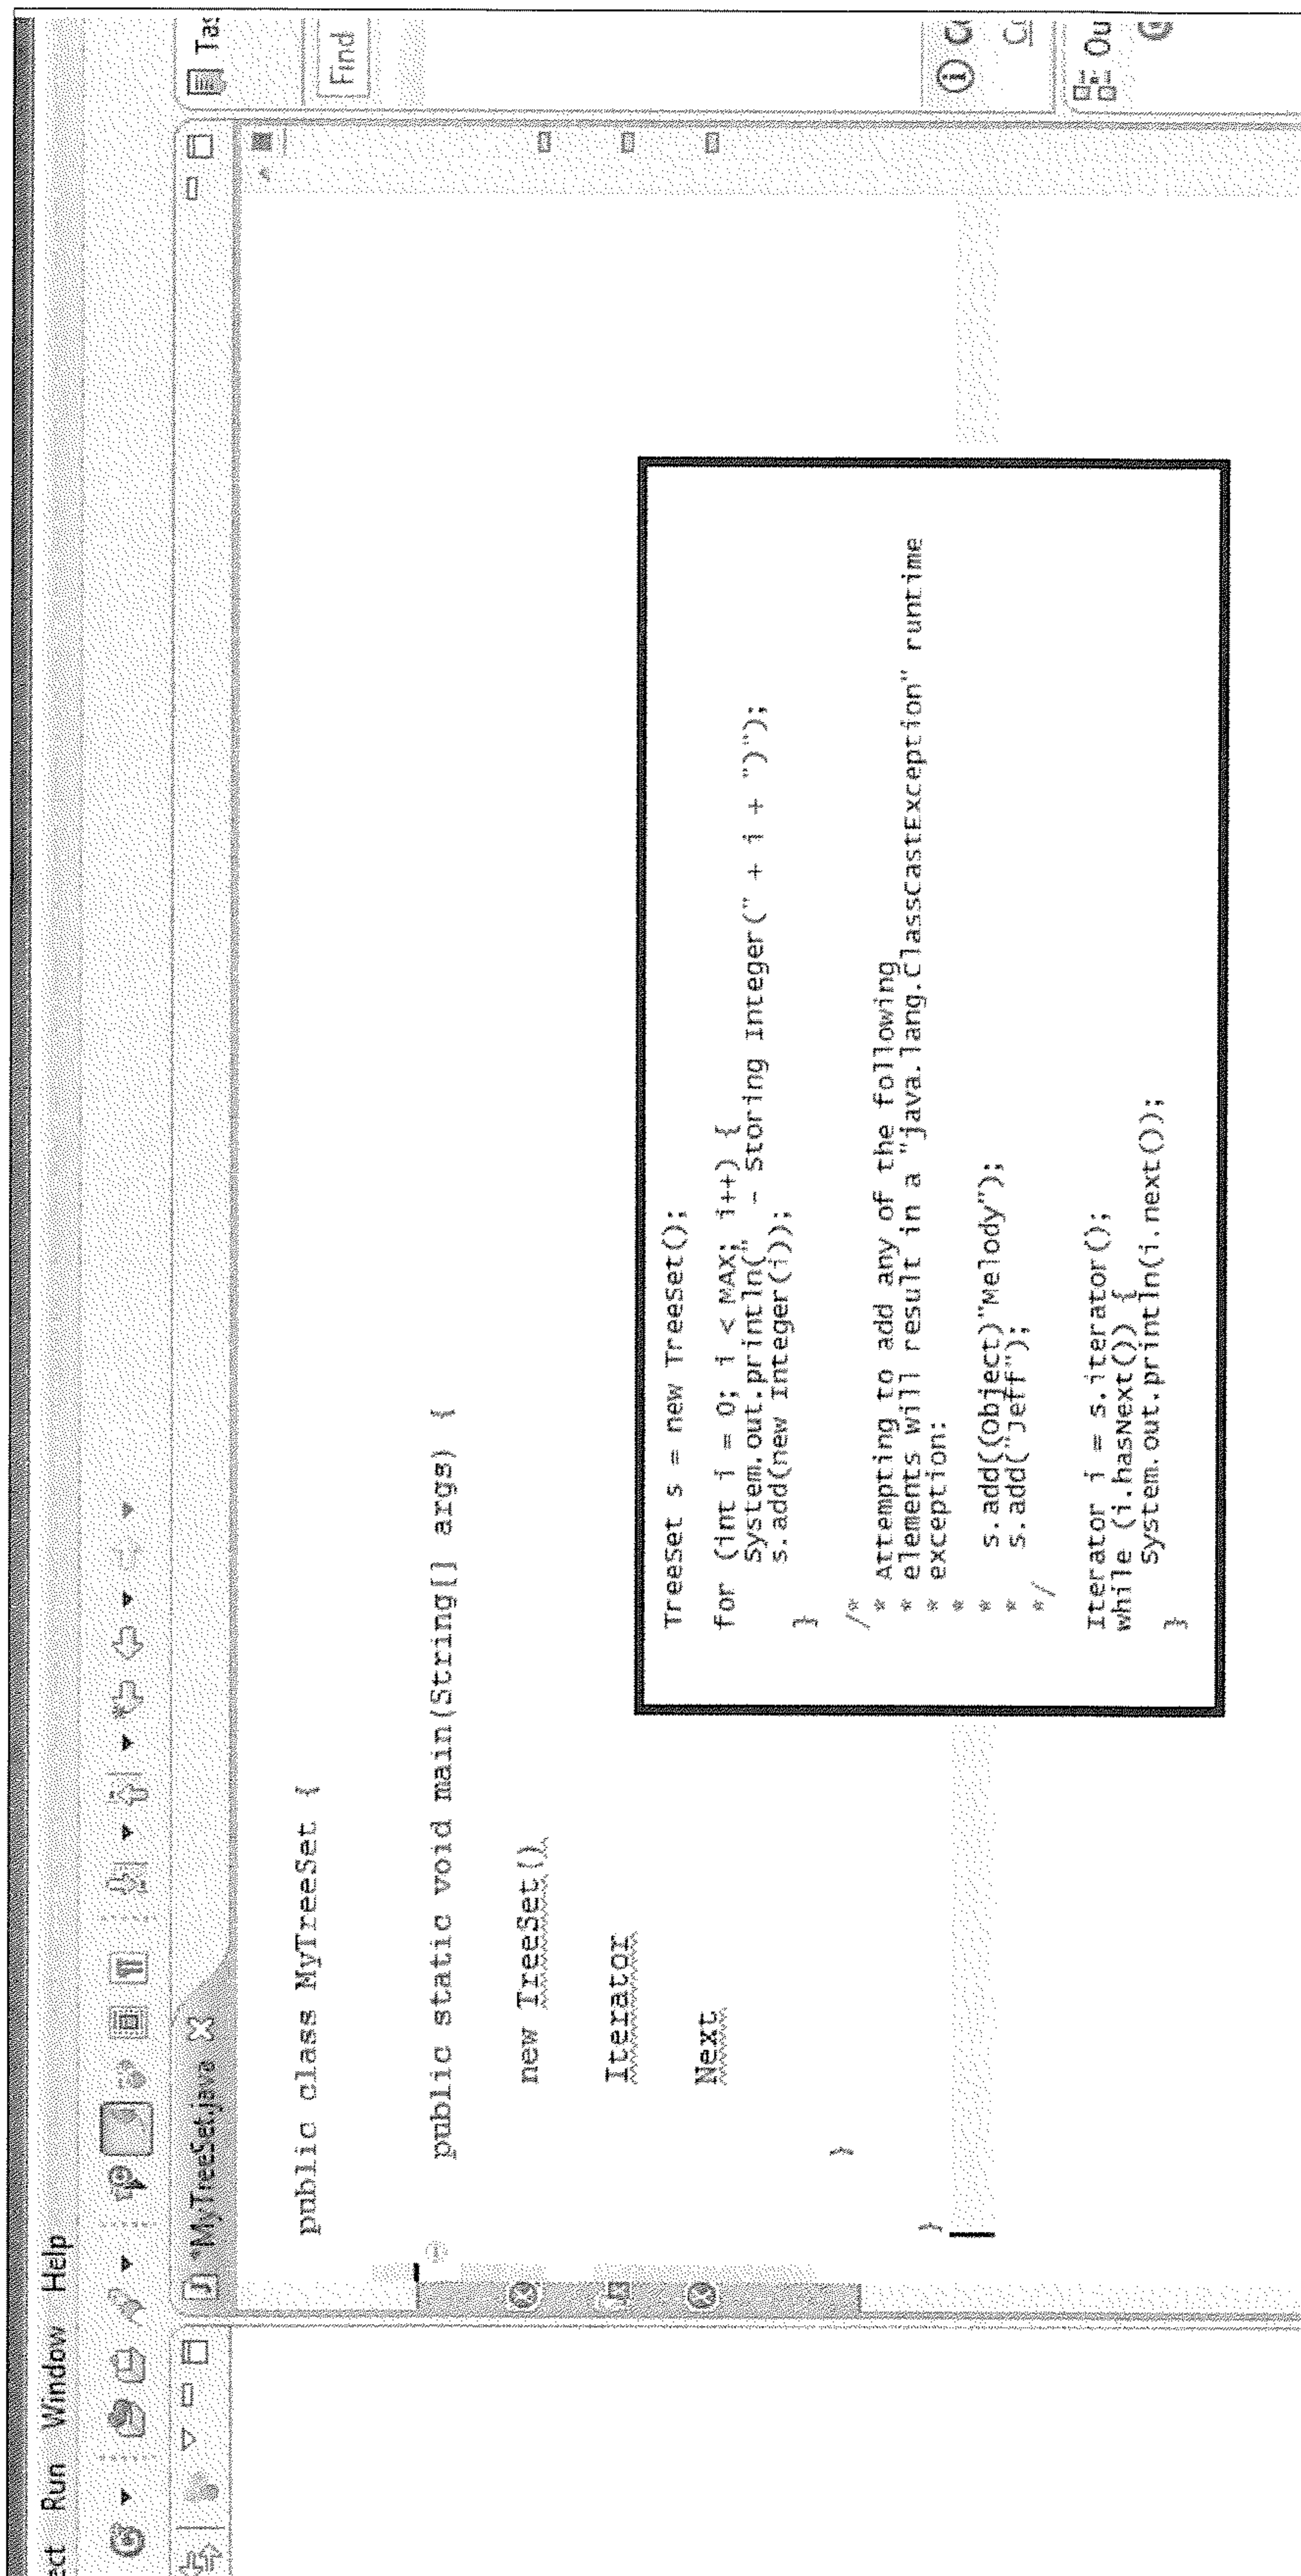 ect Run Window Help
*MyTreeSet.java
public class MyTreeSet {
public static void main(String[] args) {
new TreeSet()
Iterator
Next
}
}
TreeSet s = new TreeSet();
for (int i = 0; i < MAX; i++) {
System.out.println(" - Storing Integer(" + i + ")");
s.add(new Integer(i));
}
/*
* Attempting to add any of the following
* elements will result in a "java.lang.ClassCastException" runtime
* exception:
*
* s.add((Object)"Melody");
* s.add("Jeff");
*/
Iterator i = s.iterator();
while (i.hasNext()) {
System.out.println(i.next());
}
Tas
Find
Ou